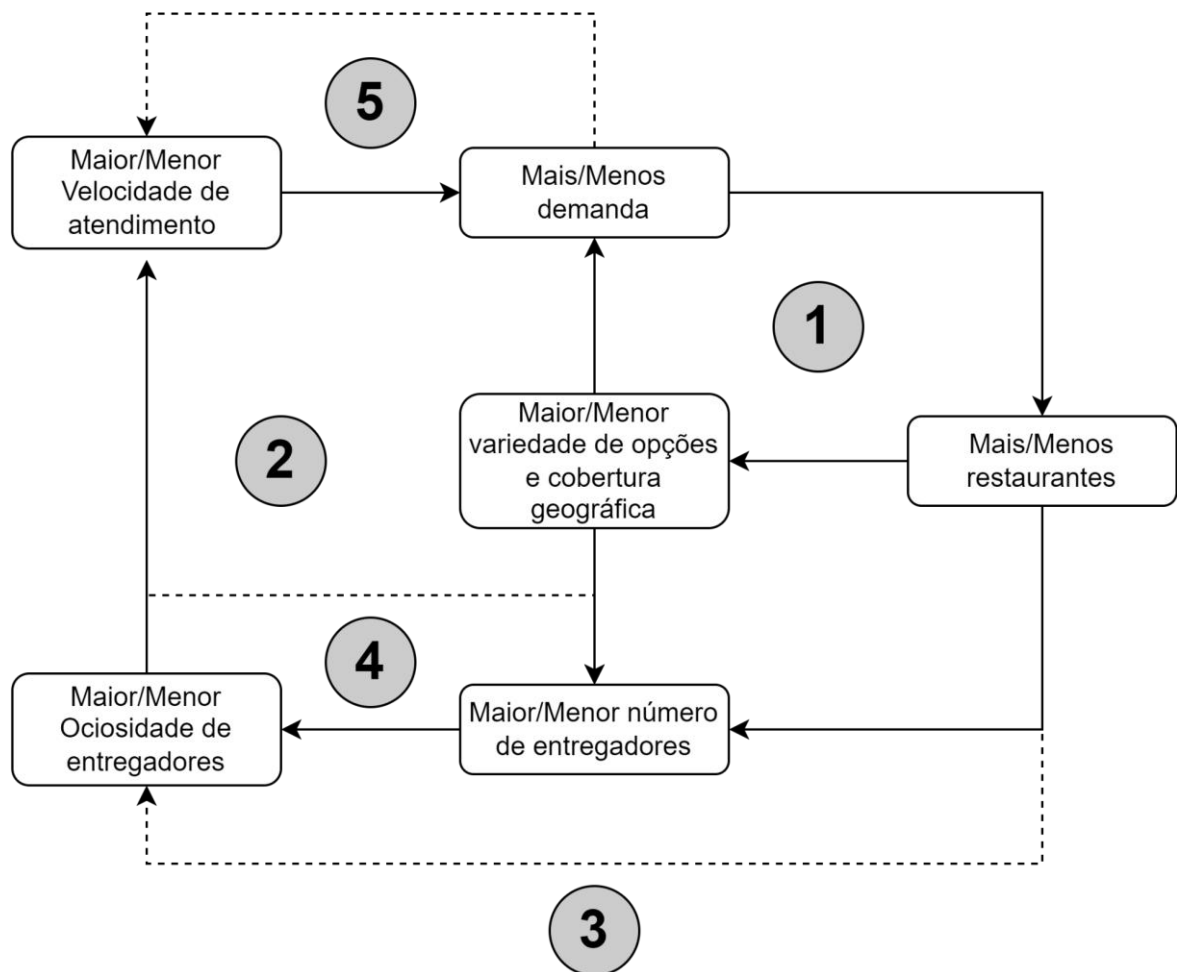 5
Maior/Menor
Velocidade de
atendimento
Mais/Menos
demanda
1
Maior/Menor
variedade de opções
e cobertura
geográfica
Mais/Menos
restaurantes
2
4
Maior/Menor
Ociosidade de
entregadores
Maior/Menor número
de entregadores
3